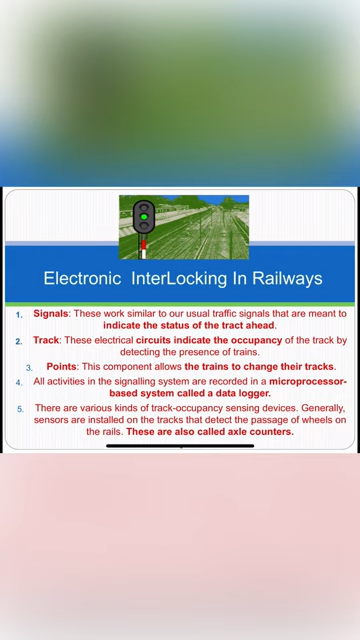 Electronic InterLocking In Railways
1. Signals: These work similar to our usual traffic signals that are meant to
indicate the status of the tract ahead.
2. Track: These electrical circuits indicate the occupancy of the track by
detecting the presence of trains.
3. Points: This component allows the trains to change their tracks.
4. All activities in the signalling system are recorded in a microprocessor-
based system called a data logger.
5. There are various kinds of track-occupancy sensing devices. Generally,
sensors are installed on the tracks that detect the passage of wheels on
the rails. These are also called axle counters.